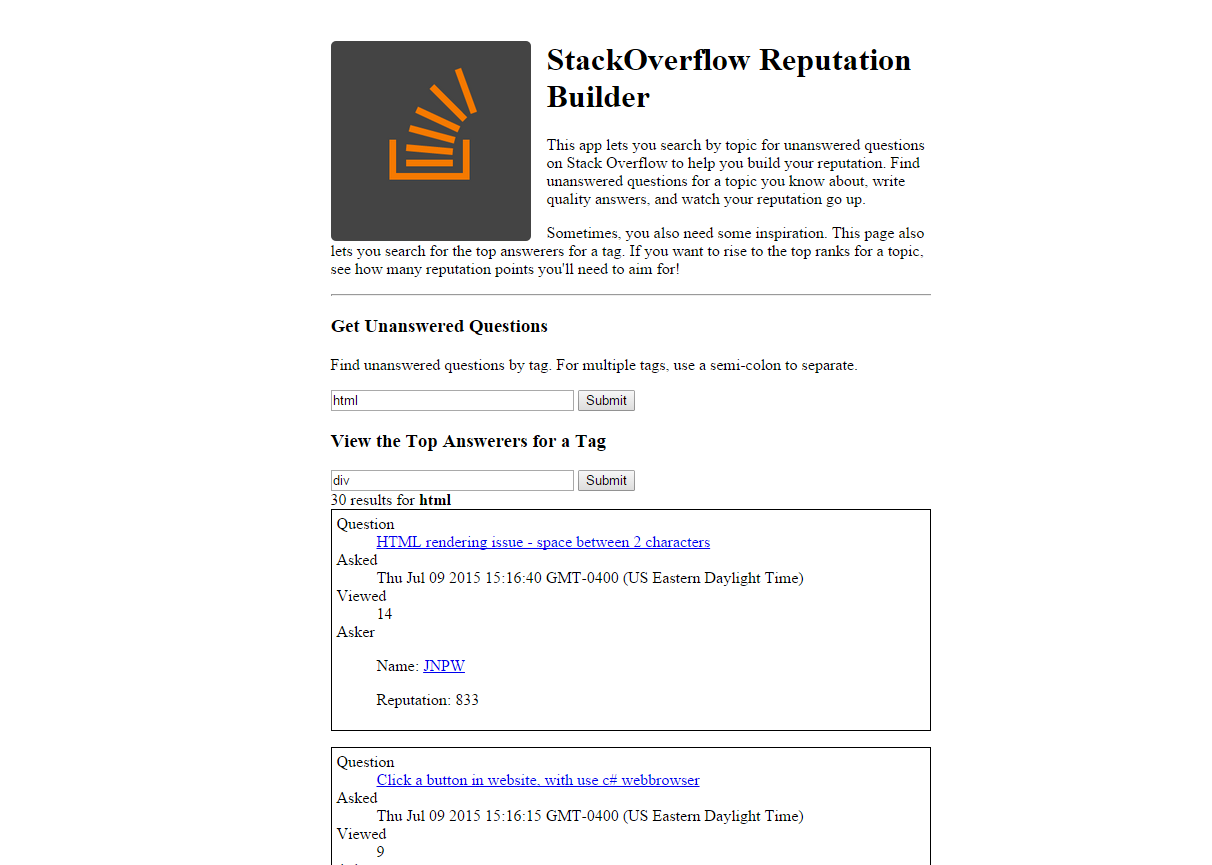 StackOverflow Reputation
Builder
This app lets you search by topic for unanswered questions
on Stack Overflow to help you build your reputation. Find
unanswered questions for a topic you know about, write
quality answers, and watch your reputation go up.
Sometimes, you also need some inspiration. This page also
lets you search for the top answerers for a tag. If you want to rise to the top ranks for a topic,
see how many reputation points you'll need to aim for!
Get Unanswered Questions
Find unanswered questions by tag. For multiple tags, use a semi-colon to separate.
html Submit
View the Top Answerers for a Tag
div Submit
30 results for html
Question
HTML rendering issue - space between 2 characters
Asked
Thu Jul 09 2015 15:16:40 GMT-0400 (US Eastern Daylight Time)
Viewed
14
Asker
Name: JNPW
Reputation: 833
Question
Click a button in website, with use c# webbrowser
Asked
Thu Jul 09 2015 15:16:15 GMT-0400 (US Eastern Daylight Time)
Viewed
9